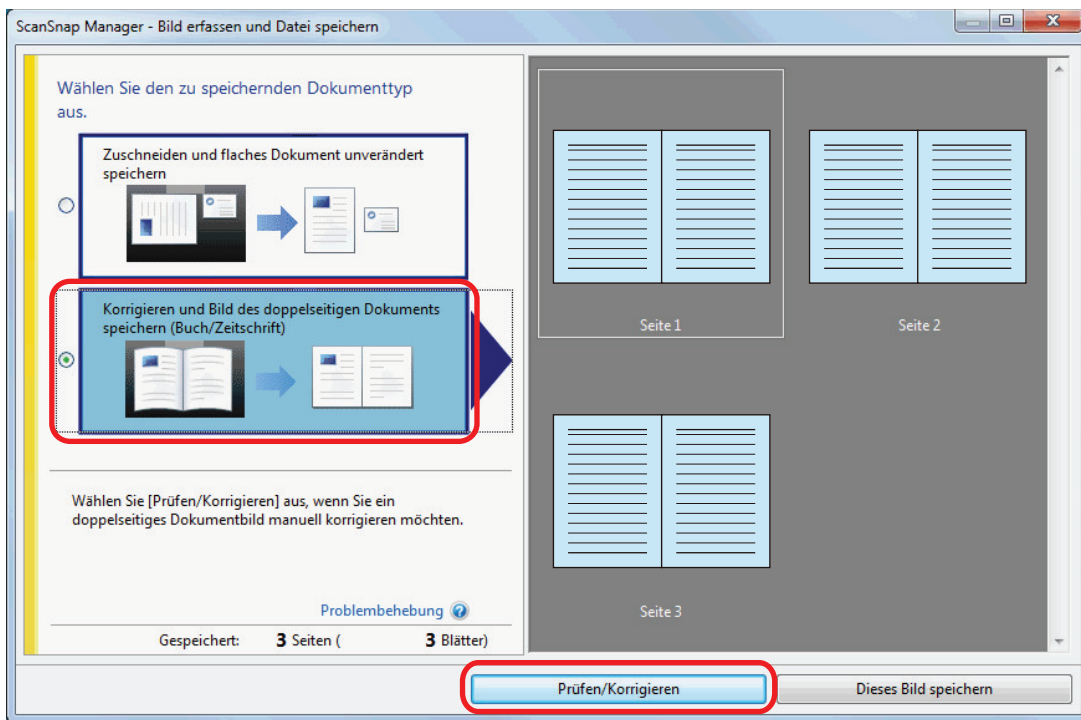 ScanSnap Manager - Bild erfassen und Datei speichern
Wählen Sie den zu speichernden Dokumenttyp
aus.
Zuschneiden und flaches Dokument unverändert
speichern
Korrigieren und Bild des doppelseitigen Dokuments
speichern (Buch/Zeitschrift)
Wählen Sie [Prüfen/Korrigieren] aus, wenn Sie ein
doppelseitiges Dokumentbild manuell korrigieren möchten.
Problembehebung ?
Gespeichert: 3 Seiten ( 3 Blätter)
Seite 1
Seite 2
Seite 3
Prüfen/Korrigieren
Dieses Bild speichern